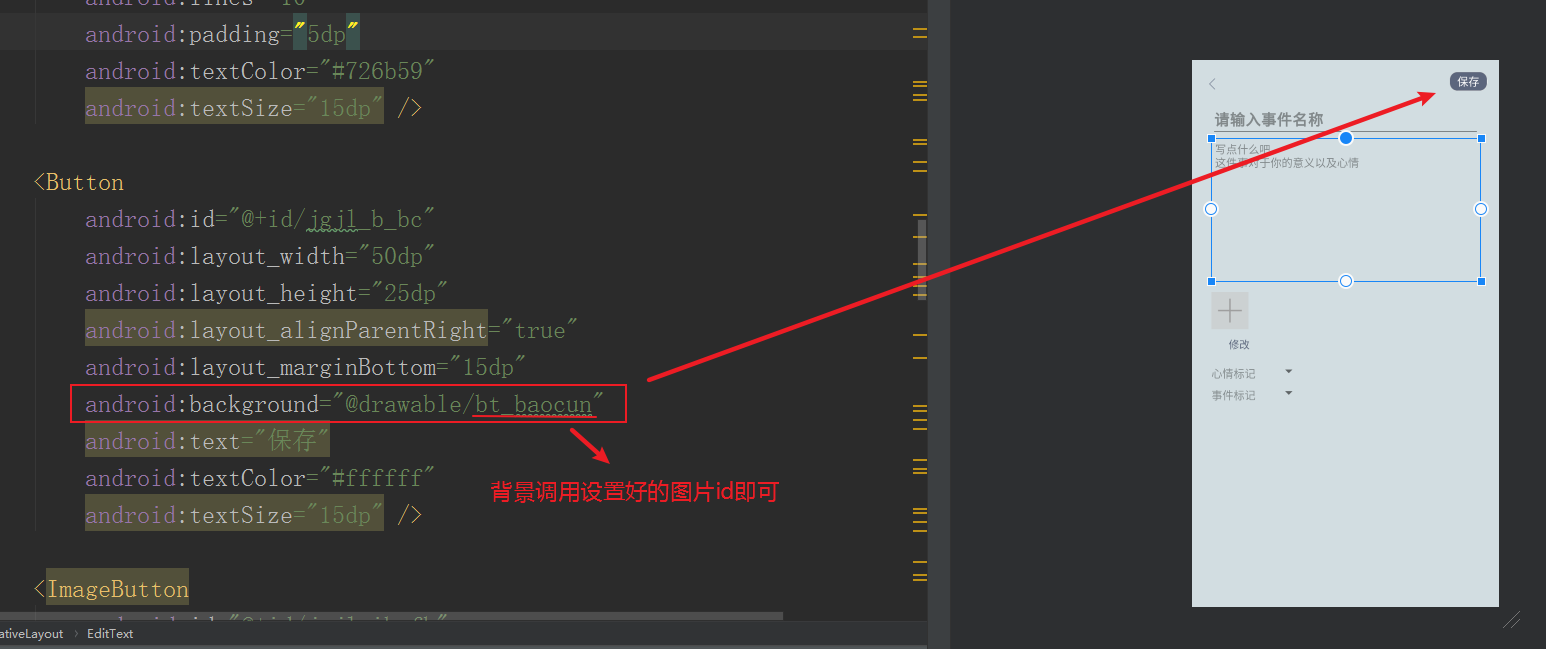 android:lines="10"
android:padding="5dp"
android:textColor="#726b59"
android:textSize="15dp" />
<Button
android:id="@+id/jgjl_b_bc"
android:layout_width="50dp"
android:layout_height="25dp"
android:layout_alignParentRight="true"
android:layout_marginBottom="15dp"
android:background="@drawable/bt_baocun"
android:text="保存"
android:textColor="#ffffff"
android:textSize="15dp" />
<ImageButton
背景调用设置好的图片id即可
ativeLayout › EditText
保存
请输入事件名称
写点什么吧
这件事对于你的意义以及心情
修改
心情标记
事件标记